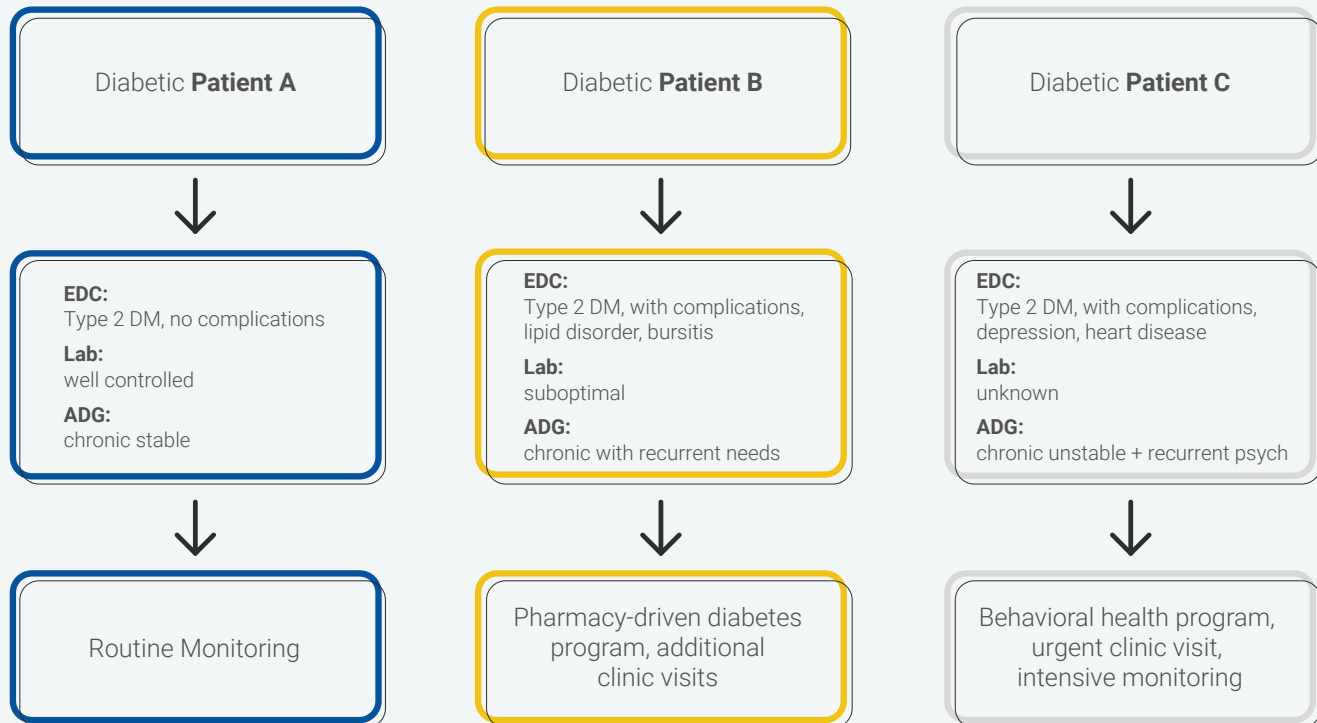 Diabetic Patient A
Diabetic Patient B
Diabetic Patient C
EDC:
Type 2 DM, no complications
Lab:
well controlled
ADG:
chronic stable
EDC:
Type 2 DM, with complications,
lipid disorder, bursitis
Lab:
suboptimal
ADG:
chronic with recurrent needs
EDC:
Type 2 DM, with complications,
depression, heart disease
Lab:
unknown
ADG:
chronic unstable + recurrent psych
Routine Monitoring
Pharmacy-driven diabetes
program, additional
clinic visits
Behavioral health program,
urgent clinic visit,
intensive monitoring